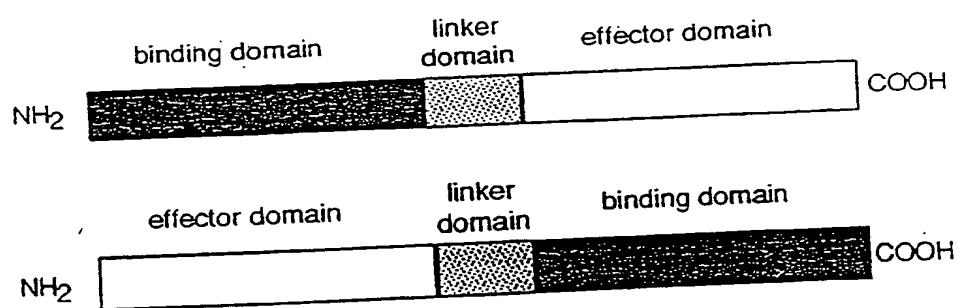 binding domain
linker
domain
effector domain
NH2
COOH
effector domain
linker
domain
binding domain
NH2
COOH